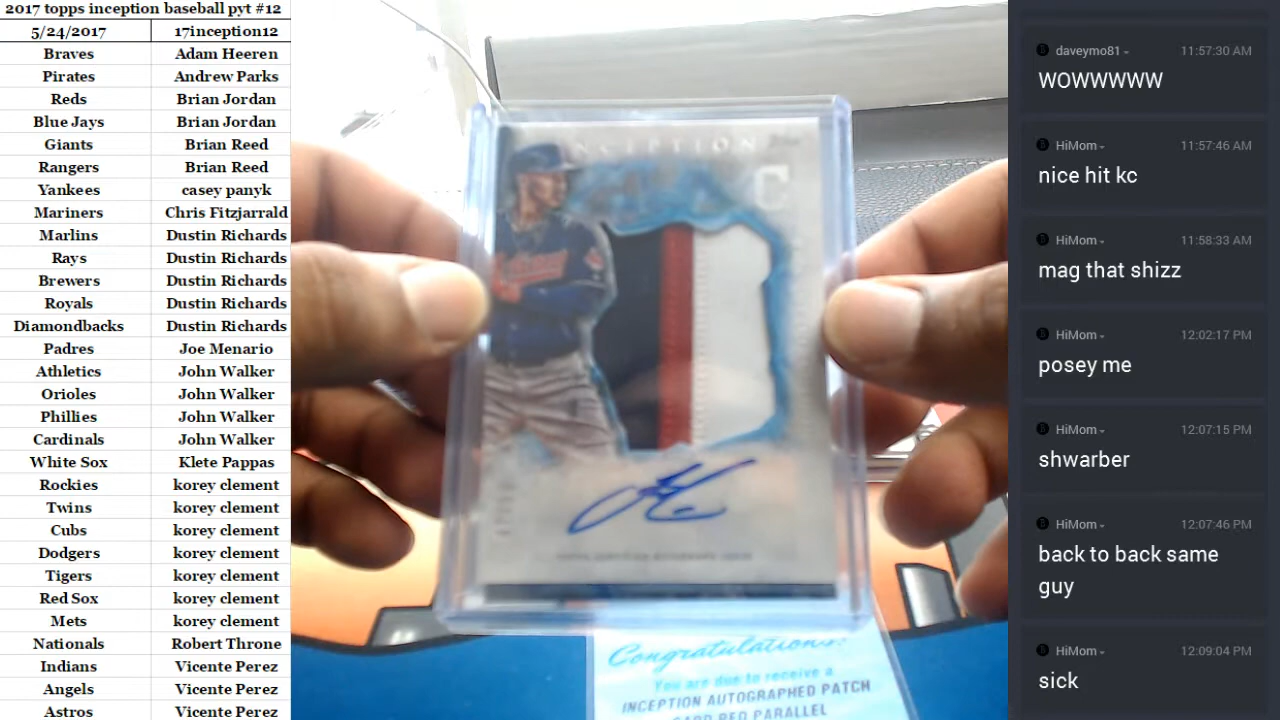 2017 topps inception baseball pyt #12
5/24/2017 17inception12
Braves Adam Heeren
Pirates Andrew Parks
Reds Brian Jordan
Blue Jays Brian Jordan
Giants Brian Reed
Rangers Brian Reed
Yankees casey panyk
Mariners Chris Fitzjarrald
Marlins Dustin Richards
Rays Dustin Richards
Brewers Dustin Richards
Royals Dustin Richards
Diamondbacks Dustin Richards
Padres Joe Menario
Athletics John Walker
Orioles John Walker
Phillies John Walker
Cardinals John Walker
White Sox Klete Pappas
Rockies korey clement
Twins korey clement
Cubs korey clement
Dodgers korey clement
Tigers korey clement
Red Sox korey clement
Mets korey clement
Nationals Robert Throne
Indians Vicente Perez
Angels Vicente Perez
Astros Vicente Perez
INCEPTION
C
Indians
Congratulations!
You are due to receive a
INCEPTION AUTOGRAPHED PATCH
CARD RED PARALLEL
daveymo81 11:57:30 AM
WOWWWWW
HiMom 11:57:46 AM
nice hit kc
HiMom 11:58:33 AM
mag that shizz
HiMom 12:02:17 PM
posey me
HiMom 12:07:15 PM
shwarber
HiMom 12:07:46 PM
back to back same
guy
HiMom 12:09:04 PM
sick